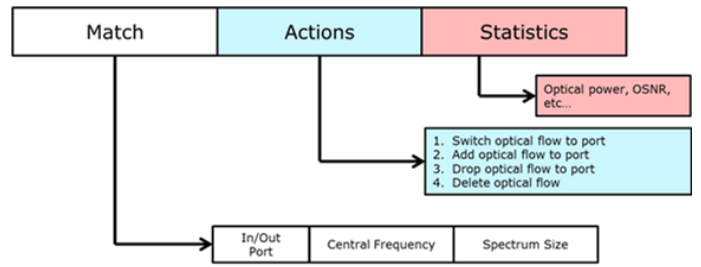 Match Actions Statistics
Optical power, OSNR,
etc...
1. Switch optical flow to port
2. Add optical flow to port
3. Drop optical flow to port
4. Delete optical flow
In/Out
Port
Central Frequency
Spectrum Size